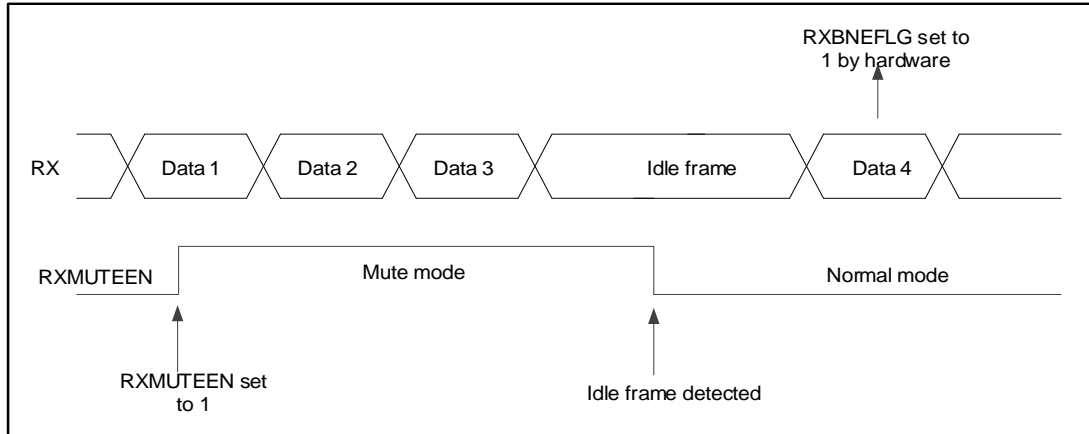 RXBNEFLG set to
1 by hardware
RX
Data 1
Data 2
Data 3
Idle frame
Data 4
RXMUTEEN
Mute mode
Normal mode
RXMUTEEN set
to 1
Idle frame detected